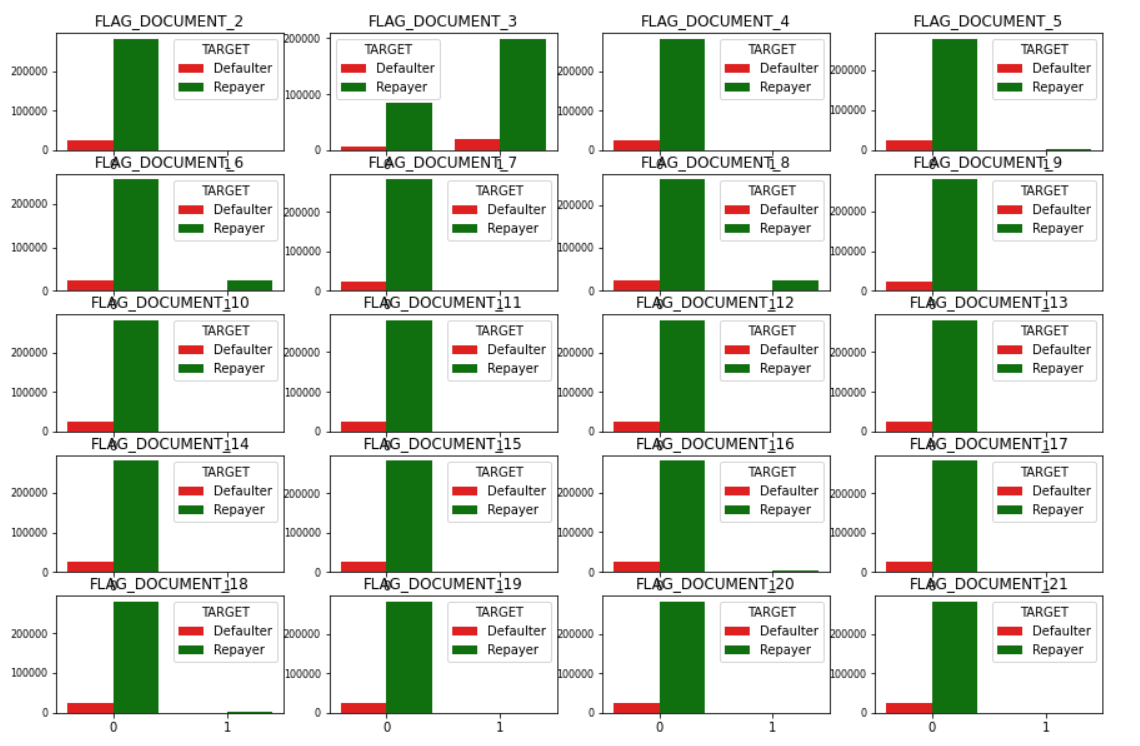 FLAG_DOCUMENT_2
200000
100000
0
TARGET
Defaulter
Repayer
FLAG_DOCUMENT_3
200000
100000
0
TARGET
Defaulter
Repayer
FLAG_DOCUMENT_4
200000
100000
0
TARGET
Defaulter
Repayer
FLAG_DOCUMENT_5
200000
100000
0
TARGET
Defaulter
Repayer
FLAG_DOCUMENT_6
200000
100000
0
TARGET
Defaulter
Repayer
FLAG_DOCUMENT_7
200000
100000
0
TARGET
Defaulter
Repayer
FLAG_DOCUMENT_8
200000
100000
0
TARGET
Defaulter
Repayer
FLAG_DOCUMENT_9
200000
100000
0
TARGET
Defaulter
Repayer
FLAG_DOCUMENT_10
200000
100000
0
TARGET
Defaulter
Repayer
FLAG_DOCUMENT_11
200000
100000
0
TARGET
Defaulter
Repayer
FLAG_DOCUMENT_12
200000
100000
0
TARGET
Defaulter
Repayer
FLAG_DOCUMENT_13
200000
100000
0
TARGET
Defaulter
Repayer
FLAG_DOCUMENT_14
200000
100000
0
TARGET
Defaulter
Repayer
FLAG_DOCUMENT_15
200000
100000
0
TARGET
Defaulter
Repayer
FLAG_DOCUMENT_16
200000
100000
0
TARGET
Defaulter
Repayer
FLAG_DOCUMENT_17
200000
100000
0
TARGET
Defaulter
Repayer
FLAG_DOCUMENT_18
200000
100000
0
TARGET
Defaulter
Repayer
0 1
FLAG_DOCUMENT_19
200000
100000
0
TARGET
Defaulter
Repayer
0 1
FLAG_DOCUMENT_20
200000
100000
0
TARGET
Defaulter
Repayer
0 1
FLAG_DOCUMENT_21
200000
100000
0
TARGET
Defaulter
Repayer
0 1